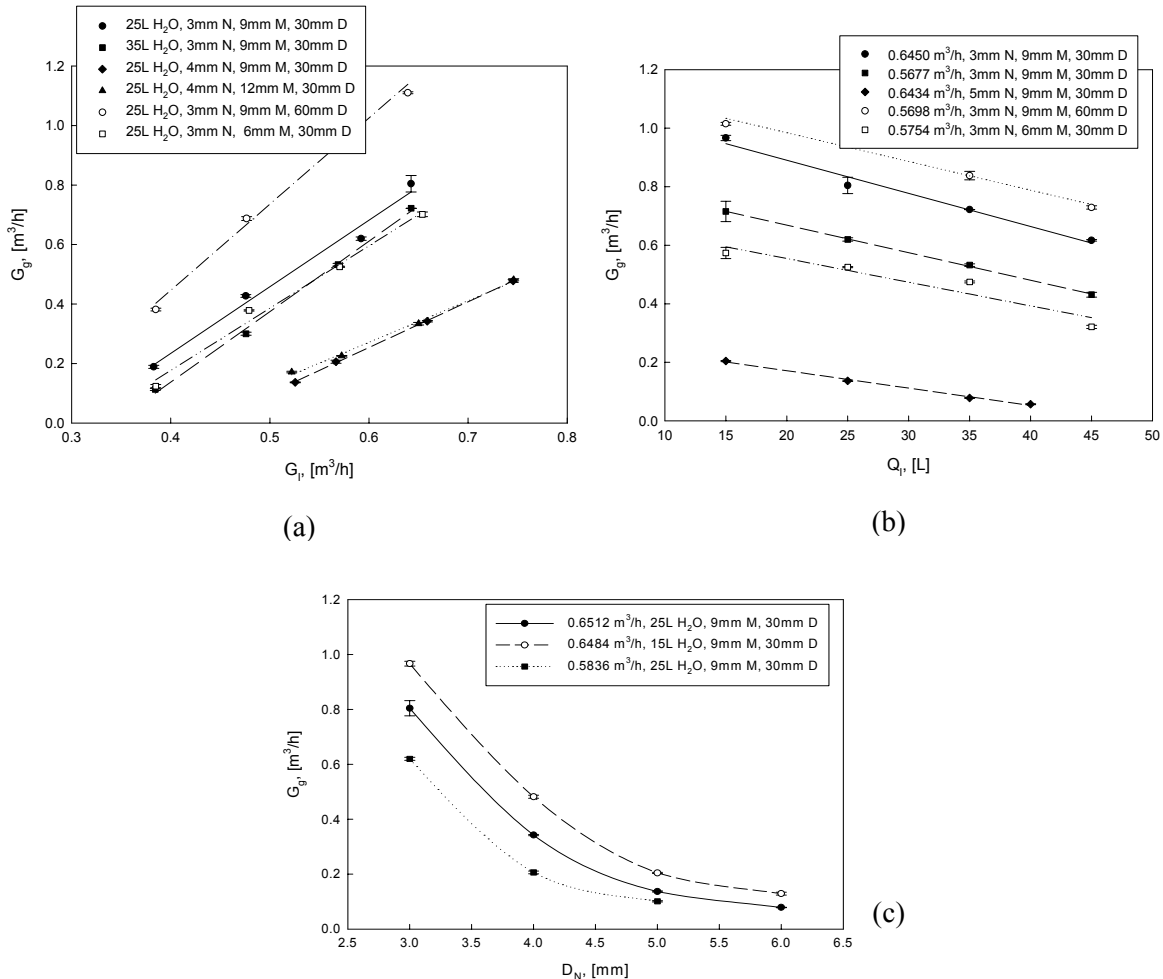 25L H₂O, 3mm N, 9mm M, 30mm D
35L H₂O, 3mm N, 9mm M, 30mm D
25L H₂O, 4mm N, 9mm M, 30mm D
25L H₂O, 4mm N, 12mm M, 30mm D
25L H₂O, 3mm N, 9mm M, 60mm D
25L H₂O, 3mm N, 6mm M, 30mm D
G_g, [m³/h]
1.2
1.0
0.8
0.6
0.4
0.2
0.0
0.3 0.4 0.5 0.6 0.7 0.8
G_l, [m³/h]
(a)
0.6450 m³/h, 3mm N, 9mm M, 30mm D
0.5677 m³/h, 3mm N, 9mm M, 30mm D
0.6434 m³/h, 5mm N, 9mm M, 30mm D
0.5698 m³/h, 3mm N, 9mm M, 60mm D
0.5754 m³/h, 3mm N, 6mm M, 30mm D
G_g, [m³/h]
1.2
1.0
0.8
0.6
0.4
0.2
0.0
10 15 20 25 30 35 40 45 50
Q_l, [L]
(b)
0.6512 m³/h, 25L H₂O, 9mm M, 30mm D
0.6484 m³/h, 15L H₂O, 9mm M, 30mm D
0.5836 m³/h, 25L H₂O, 9mm M, 30mm D
G_g, [m³/h]
1.2
1.0
0.8
0.6
0.4
0.2
0.0
2.5 3.0 3.5 4.0 4.5 5.0 5.5 6.0 6.5
D_N, [mm]
(c)